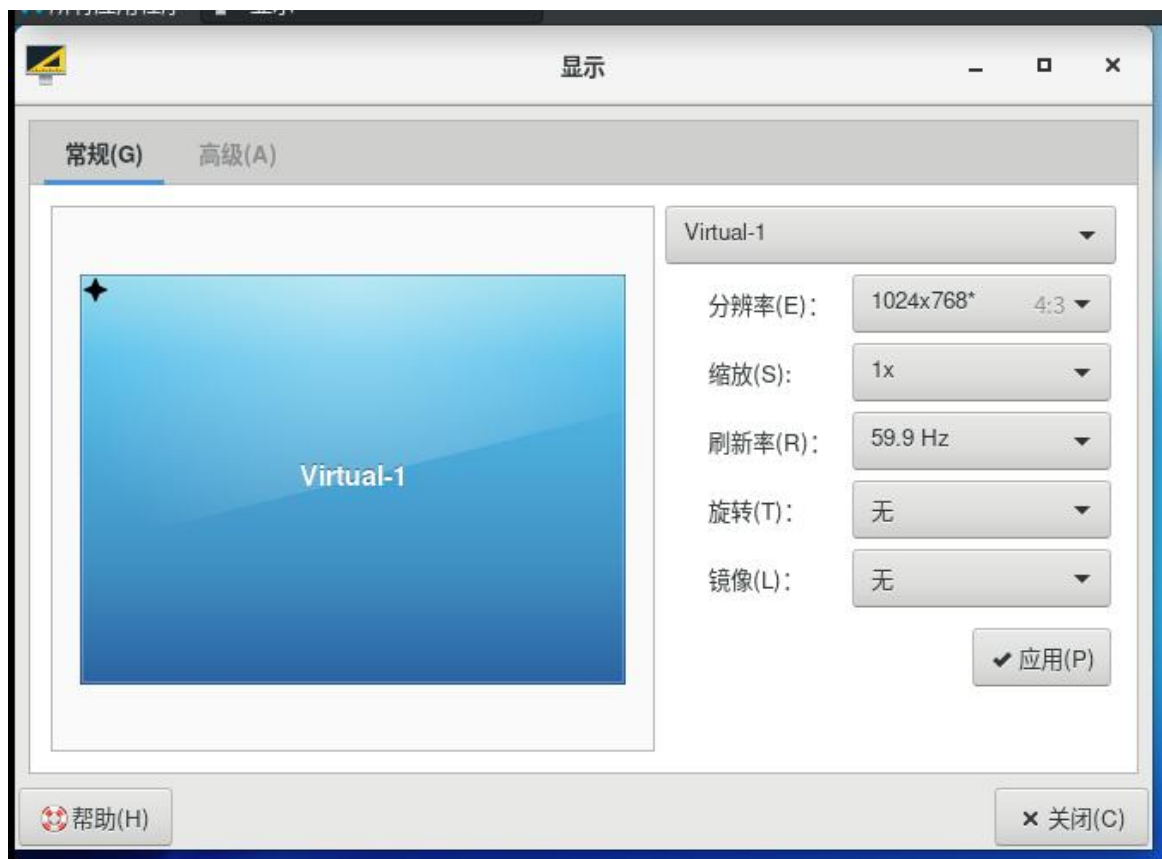 显示
常规(G) 高级(A)
Virtual-1
分辨率(E)： 1024x768* 4:3
缩放(S): 1x
刷新率(R)： 59.9 Hz
旋转(T)： 无
镜像(L)： 无
Virtual-1
应用(P)
帮助(H) 关闭(C)